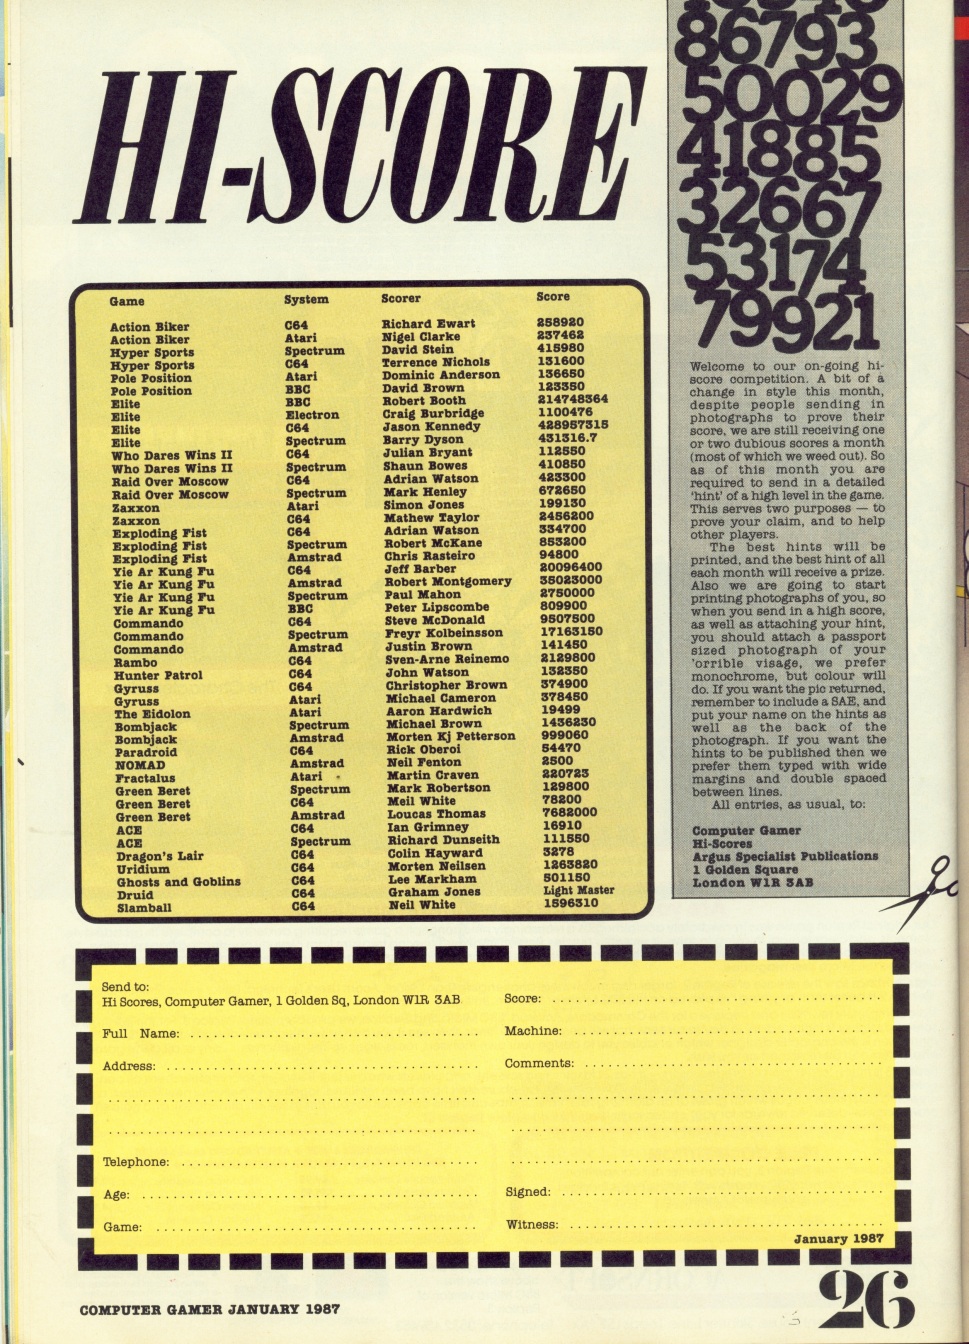 HI-SCORE
86793
50029
41885
32667
53174
79921
Game System Scorer Score
Action Biker C64 Richard Ewart 258920
Action Biker Atari Nigel Clarke 237462
Hyper Sports Spectrum David Stein 415980
Hyper Sports C64 Terrence Nichols 131600
Pole Position Atari Dominic Anderson 136650
Pole Position BBC David Brown 123350
Elite BBC Robert Booth 214748364
Elite Electron Craig Burbridge 1100476
Elite C64 Jason Kennedy 428957315
Elite Spectrum Barry Dyson 431316.7
Who Dares Wins II C64 Julian Bryant 112550
Who Dares Wins II Spectrum Shaun Bowes 410850
Raid Over Moscow C64 Adrian Watson 423300
Raid Over Moscow Spectrum Mark Henley 672650
Zaxxon Atari Simon Jones 199130
Zaxxon C64 Mathew Taylor 2456200
Exploding Fist C64 Adrian Watson 334700
Exploding Fist Spectrum Robert McKane 853200
Exploding Fist Amstrad Chris Rasteiro 94800
Yie Ar Kung Fu C64 Jeff Barber 20096400
Yie Ar Kung Fu Amstrad Robert Montgomery 35023000
Yie Ar Kung Fu Spectrum Paul Mahon 2750000
Yie Ar Kung Fu BBC Peter Lipscombe 809900
Commando C64 Steve McDonald 9507500
Commando Spectrum Freyr Kolbeinsson 17163150
Commando Amstrad Justin Brown 141450
Rambo C64 Sven-Arne Reinemo 2129800
Hunter Patrol C64 John Watson 132350
Gyruss C64 Christopher Brown 374900
Gyruss Atari Michael Cameron 378450
The Eidolon Atari Aaron Hardwich 19499
Bombjack Spectrum Michael Brown 1436230
Bombjack Amstrad Morten Kj Petterson 999060
Paradroid C64 Rick Oberoi 54470
NOMAD Amstrad Neil Fenton 2500
Fractalus Atari Martin Craven 220723
Green Beret Spectrum Mark Robertson 129800
Green Beret C64 Meil White 78200
Green Beret Amstrad Loucas Thomas 7682000
ACE C64 Ian Grimney 16910
ACE Spectrum Richard Dunseith 111550
Dragon's Lair C64 Colin Hayward 3278
Uridium C64 Morten Neilsen 1263820
Ghosts and Goblins C64 Lee Markham 501150
Druid C64 Graham Jones Light Master
Slamball C64 Neil White 1596310
Welcome to our on-going hi-
score competition. A bit of a
change in style this month,
despite people sending in
photographs to prove their
score, we are still receiving one
or two dubious scores a month
(most of which we weed out). So
as of this month you are
required to send in a detailed
'hint' of a high level in the game.
This serves two purposes — to
prove your claim, and to help
other players.
The best hints will be
printed, and the best hint of all
each month will receive a prize.
Also we are going to start
printing photographs of you, so
when you send in a high score,
as well as attaching your hint,
you should attach a passport
sized photograph of your
'orrible visage, we prefer
monochrome, but colour will
do. If you want the pic returned,
remember to include a SAE, and
put your name on the hints as
well as the back of the
photograph. If you want the
hints to be published then we
prefer them typed with wide
margins and double spaced
between lines.
All entries, as usual, to:
Computer Gamer
Hi-Scores
Argus Specialist Publications
1 Golden Square
London W1R 3AB
Send to:
Hi Scores, Computer Gamer, 1 Golden Sq, London W1R 3AB
Full Name:
Address:
Telephone:
Age:
Game:
Score:
Machine:
Comments:
Signed:
Witness:
January 1987
COMPUTER GAMER JANUARY 1987
26